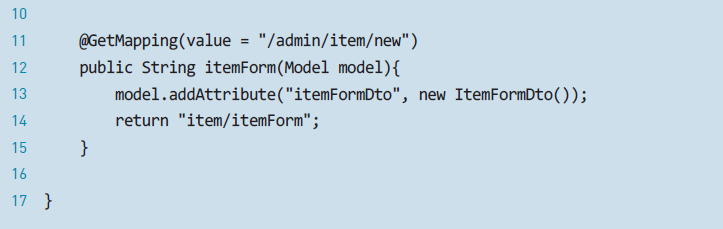 10
11 @GetMapping(value = "/admin/item/new")
12 public String itemForm(Model model){
13 model.addAttribute("itemFormDto", new ItemFormDto());
14 return "item/itemForm";
15 }
16
17 }